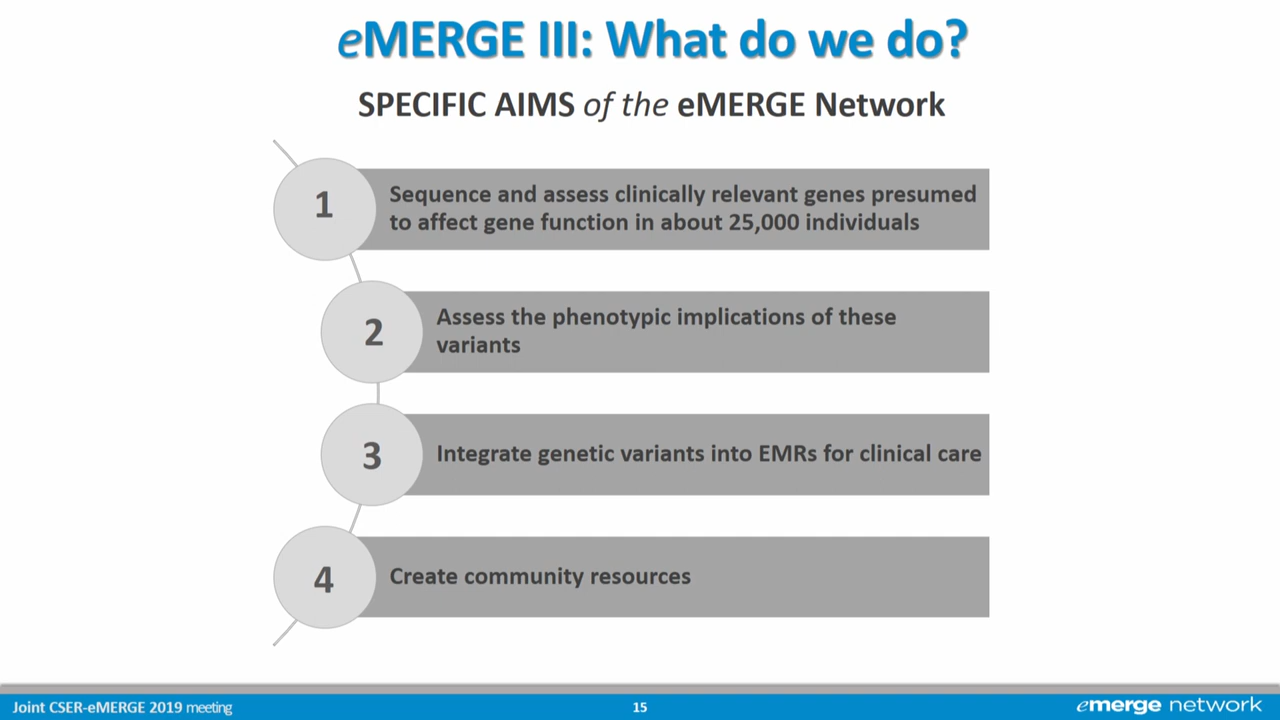 eMERGE III: What do we do?
SPECIFIC AIMS of the eMERGE Network
1
Sequence and assess clinically relevant genes presumed
to affect gene function in about 25,000 individuals
2
Assess the phenotypic implications of these
variants
3
Integrate genetic variants into EMRs for clinical care
4
Create community resources
Joint CSER-eMERGE 2019 meeting
15
emerge network